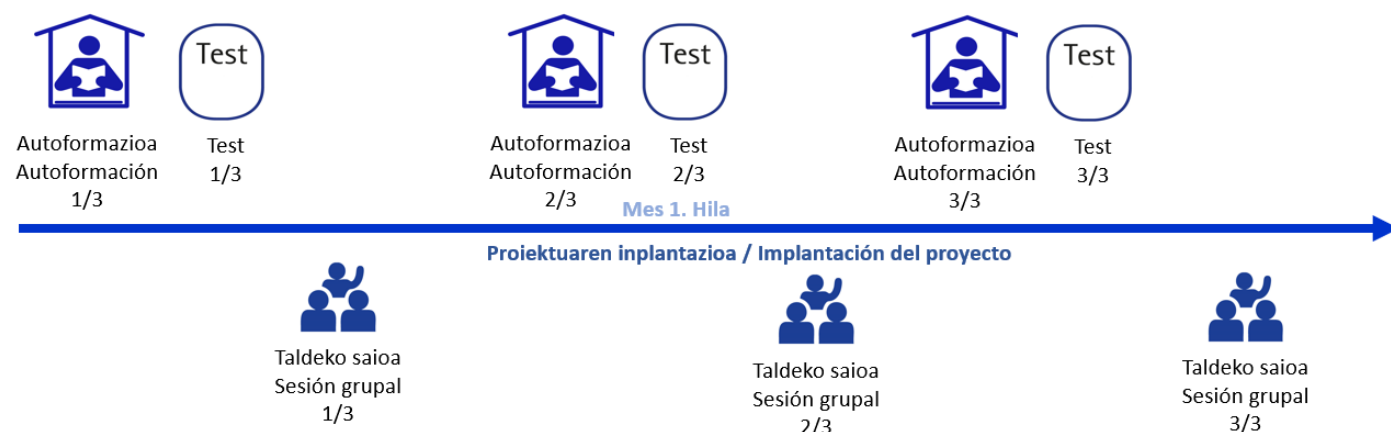 Test
Test
Test
Autoformazioa
Autoformación
1/3
Test
1/3
Autoformazioa
Autoformación
2/3
Test
2/3
Autoformazioa
Autoformación
3/3
Test
3/3
Mes 1. Hila
Proiektuaren inplantazioa / Implantación del proyecto
Taldeko saioa
Sesión grupal
1/3
Taldeko saioa
Sesión grupal
2/3
Taldeko saioa
Sesión grupal
3/3